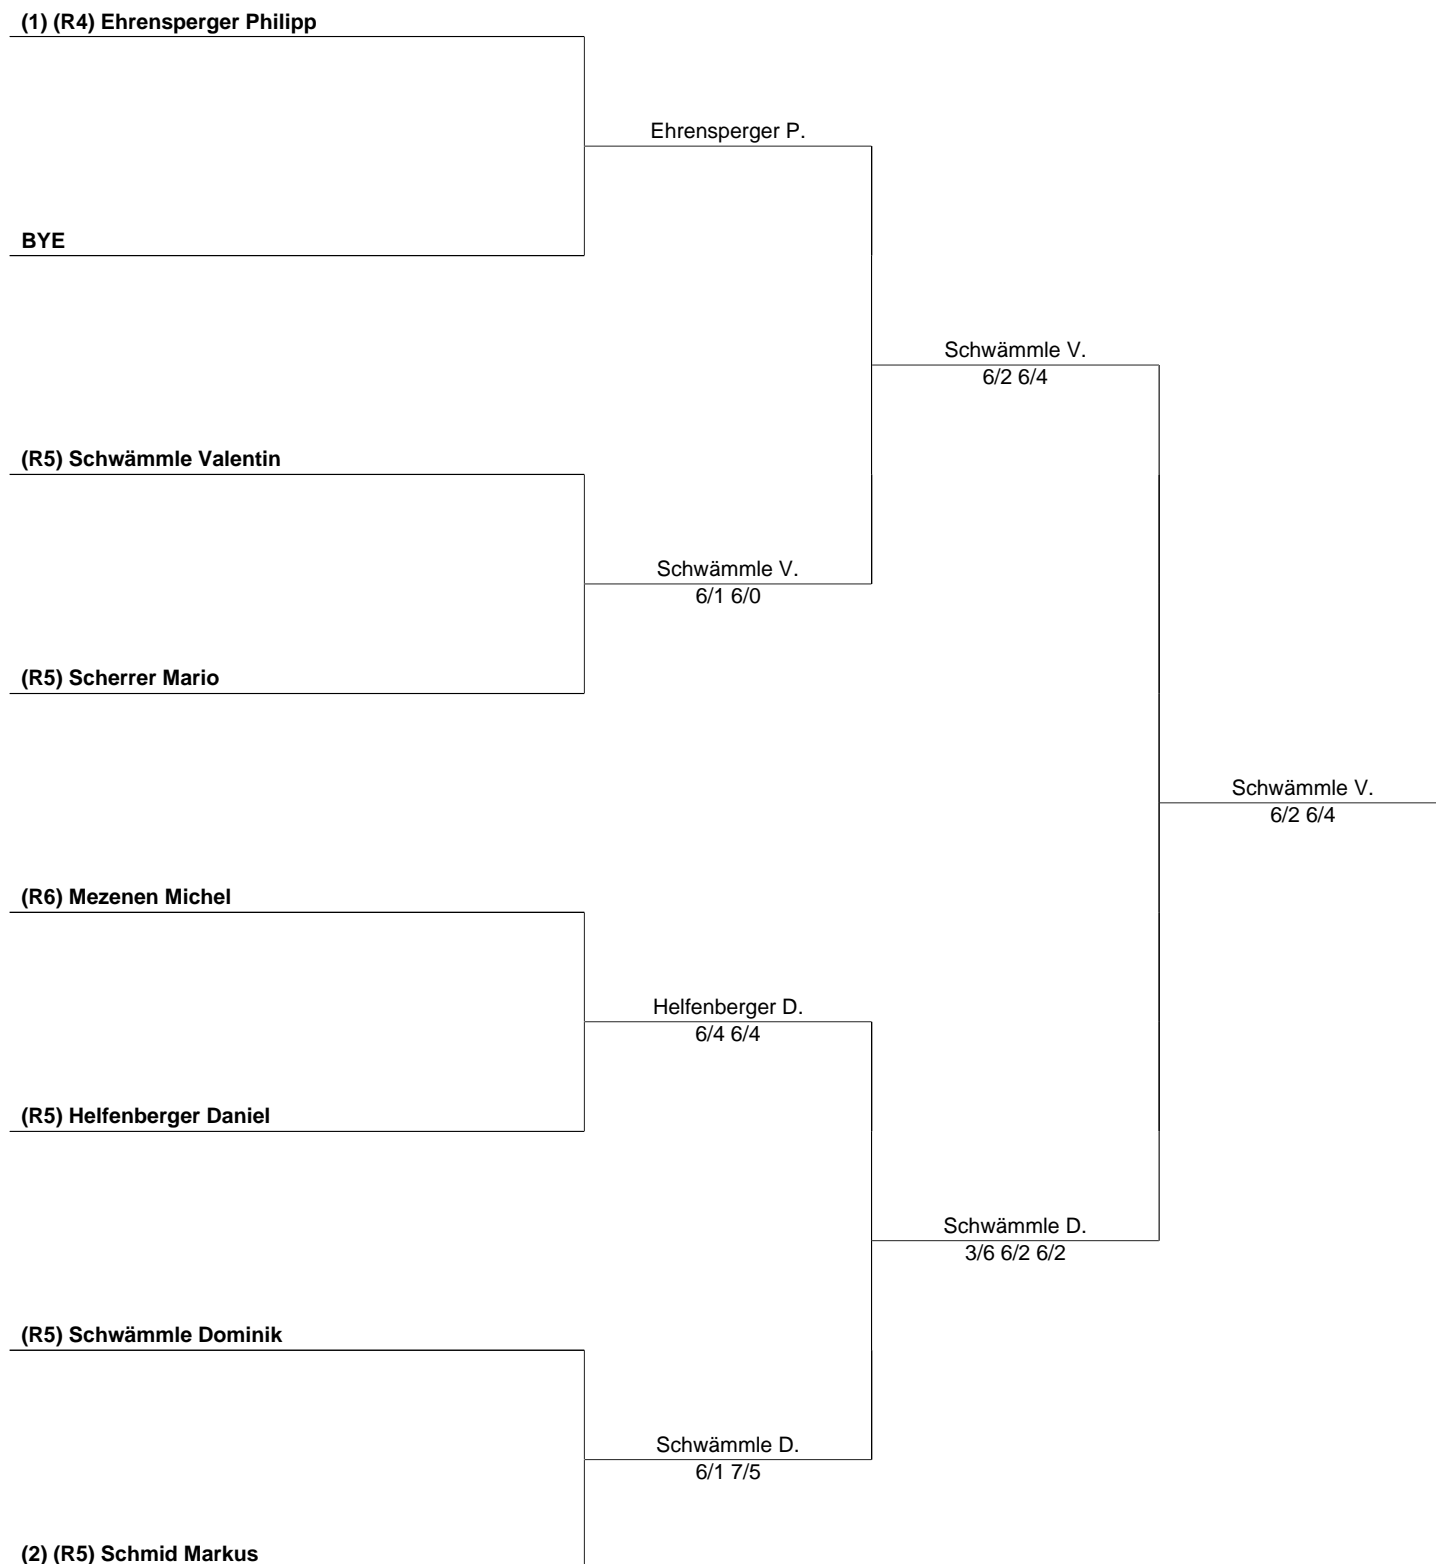 (1) (R4) Ehrensperger Philipp
Ehrensperger P.
BYE
Schwämmle V.
6/2 6/4
(R5) Schwämmle Valentin
Schwämmle V.
6/1 6/0
(R5) Scherrer Mario
Schwämmle V.
6/2 6/4
(R6) Mezenen Michel
Helfenberger D.
6/4 6/4
(R5) Helfenberger Daniel
Schwämmle D.
3/6 6/2 6/2
(R5) Schwämmle Dominik
Schwämmle D.
6/1 7/5
(2) (R5) Schmid Markus